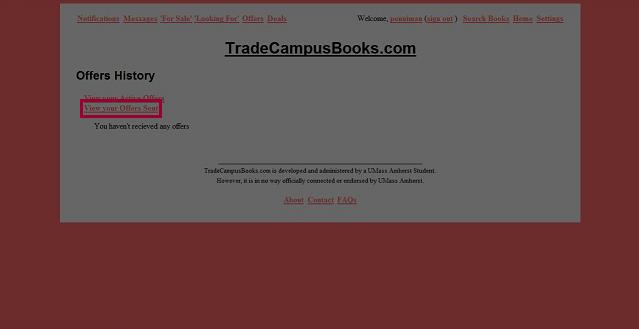 Notifications Messages 'For Sale' 'Looking For' Offers Deals Welcome, penniman (sign out ) Search Books Home Settings
TradeCampusBooks.com
Offers History
View your Active Offers
View your Offers Sent
You haven't recieved any offers
TradeCampusBooks.com is developed and administered by a UMass Amherst Student.
However, it is in no way officially connected or endorsed by UMass Amherst.
About Contact FAQs